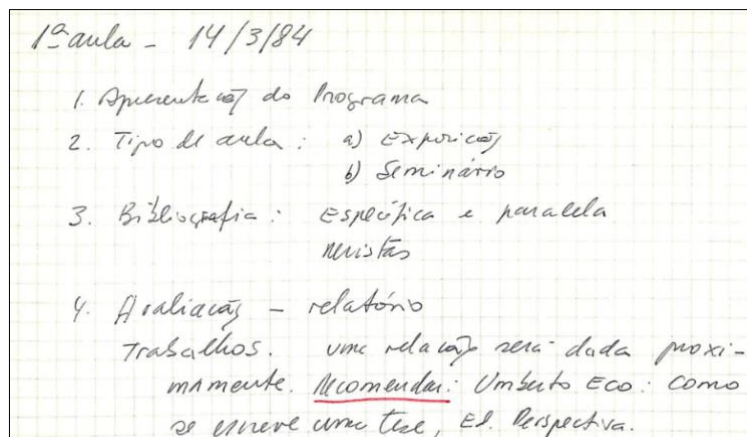 1ª aula - 14/3/84
1. Apresentação do Programa
2. Tipo de aula: a) Exposição
b) Seminário
3. Bibliografia: Específica e paralela
revistas
4. Avaliação - relatório
Trabalhos. uma relação será dada proxi-
mamente. Recomendar: Umberto Eco: Como
se escreve uma tese, Ed. Perspectiva.